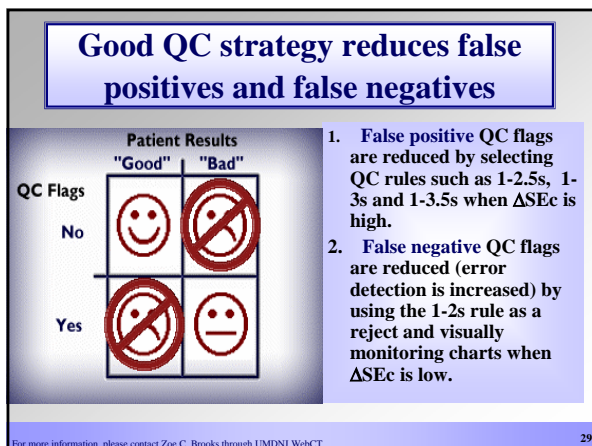 Good QC strategy reduces false
positives and false negatives
Patient Results
"Good" "Bad"
QC Flags
No
Yes
1. False positive QC flags
are reduced by selecting
QC rules such as 1-2.5s, 1-
3s and 1-3.5s when ΔSEc is
high.
2. False negative QC flags
are reduced (error
detection is increased) by
using the 1-2s rule as a
reject and visually
monitoring charts when
ΔSEc is low.
For more information, please contact Zoe C. Brooks through UMDNJ WebCT
29